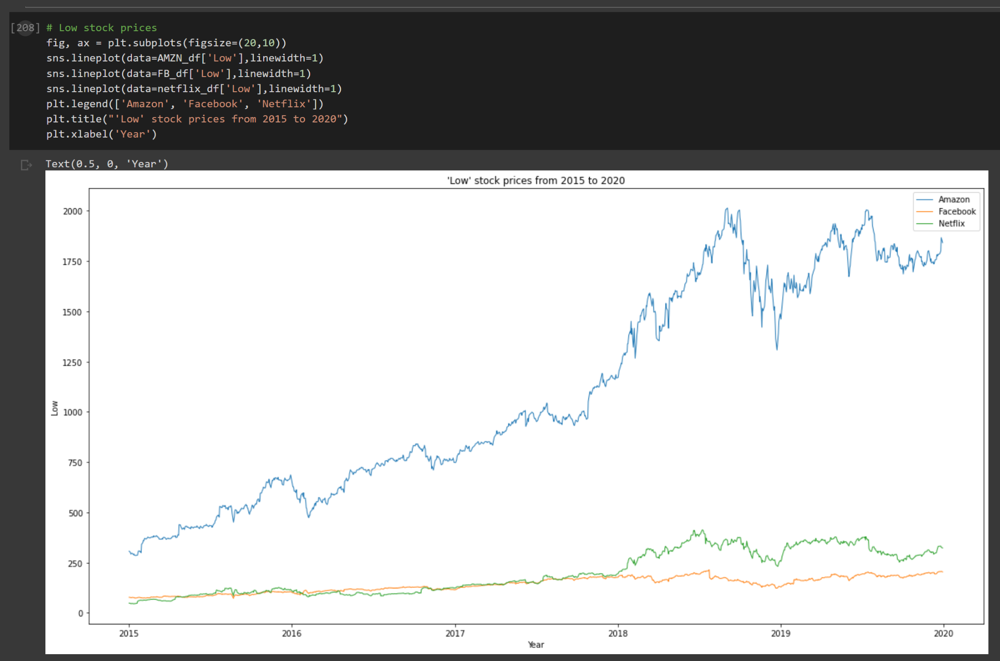 [208] # Low stock prices
fig, ax = plt.subplots(figsize=(20,10))
sns.lineplot(data=AMZN_df['Low'],linewidth=1)
sns.lineplot(data=FB_df['Low'],linewidth=1)
sns.lineplot(data=netflix_df['Low'],linewidth=1)
plt.legend(['Amazon', 'Facebook', 'Netflix'])
plt.title("'Low' stock prices from 2015 to 2020")
plt.xlabel('Year')
Text(0.5, 0, 'Year')
'Low' stock prices from 2015 to 2020
Amazon
Facebook
Netflix
2000
1750
1500
1250
1000
750
500
250
0
Low
2015 2016 2017 2018 2019 2020
Year